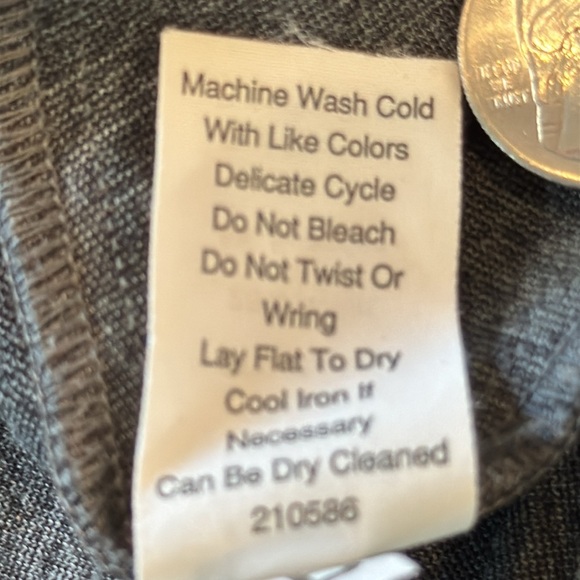 Machine Wash Cold
With Like Colors
Delicate Cycle
Do Not Bleach
Do Not Twist Or
Wring
Lay Flat To Dry
Cool Iron If
Necessary
Can Be Dry Cleaned
210586